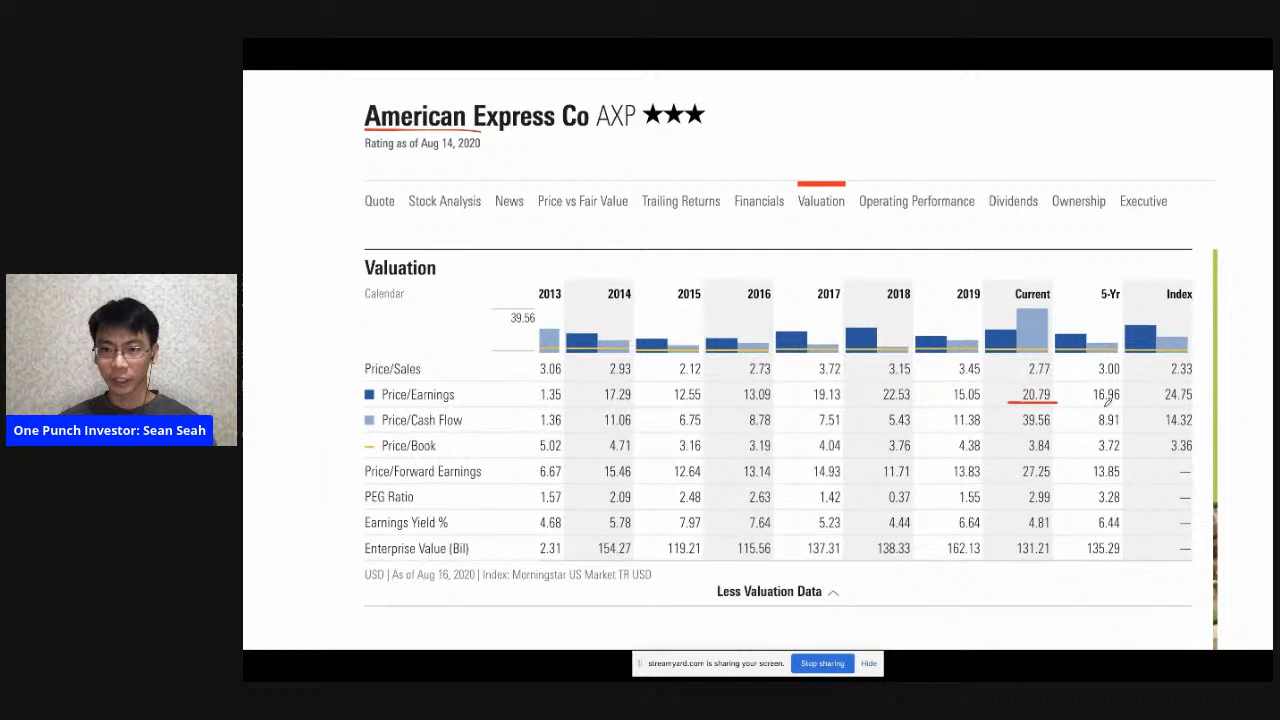 American Express Co AXP ★★★
Rating as of Aug 14, 2020
Quote Stock Analysis News Price vs Fair Value Trailing Returns Financials Valuation Operating Performance Dividends Ownership Executive
Valuation
Calendar 2013 2014 2015 2016 2017 2018 2019 Current 5-Yr Index
39.56
Price/Sales 3.06 2.93 2.12 2.73 3.72 3.15 3.45 2.77 3.00 2.33
Price/Earnings 1.35 17.29 12.55 13.09 19.13 22.53 15.05 20.79 16.96 24.75
Price/Cash Flow 1.36 11.06 6.75 8.78 7.51 5.43 11.38 39.56 8.91 14.32
Price/Book 5.02 4.71 3.16 3.19 4.04 3.76 4.38 3.84 3.72 3.36
Price/Forward Earnings 6.67 15.46 12.64 13.14 14.93 11.71 13.83 27.25 13.85 —
PEG Ratio 1.57 2.09 2.48 2.63 1.42 0.37 1.55 2.99 3.28 —
Earnings Yield % 4.68 5.78 7.97 7.64 5.23 4.44 6.64 4.81 6.44 —
Enterprise Value (Bil) 2.31 154.27 119.21 115.56 137.31 138.33 162.13 131.21 135.29 —
USD | As of Aug 16, 2020 | Index: Morningstar US Market TR USD
Less Valuation Data
One Punch Investor: Sean Seah
streamyard.com is sharing your screen. Stop sharing Hide